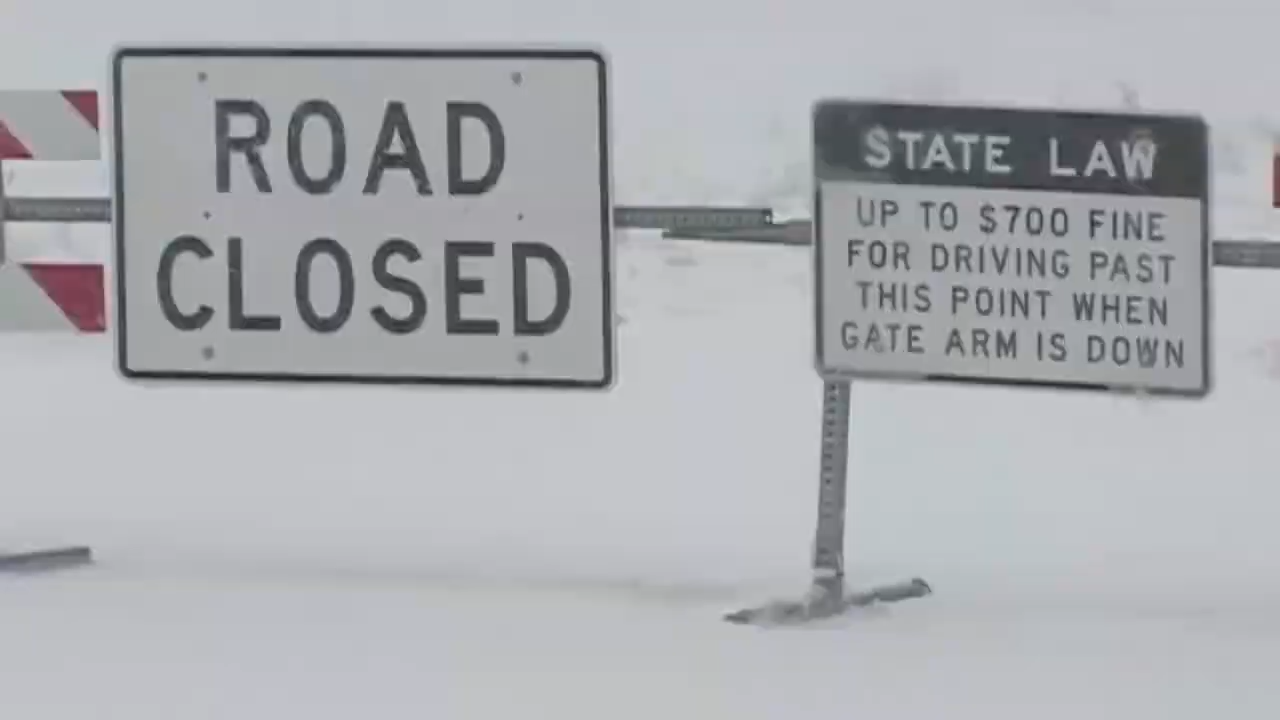 ROAD
CLOSED
STATE LAW
UP TO $700 FINE
FOR DRIVING PAST
THIS POINT WHEN
GATE ARM IS DOWN